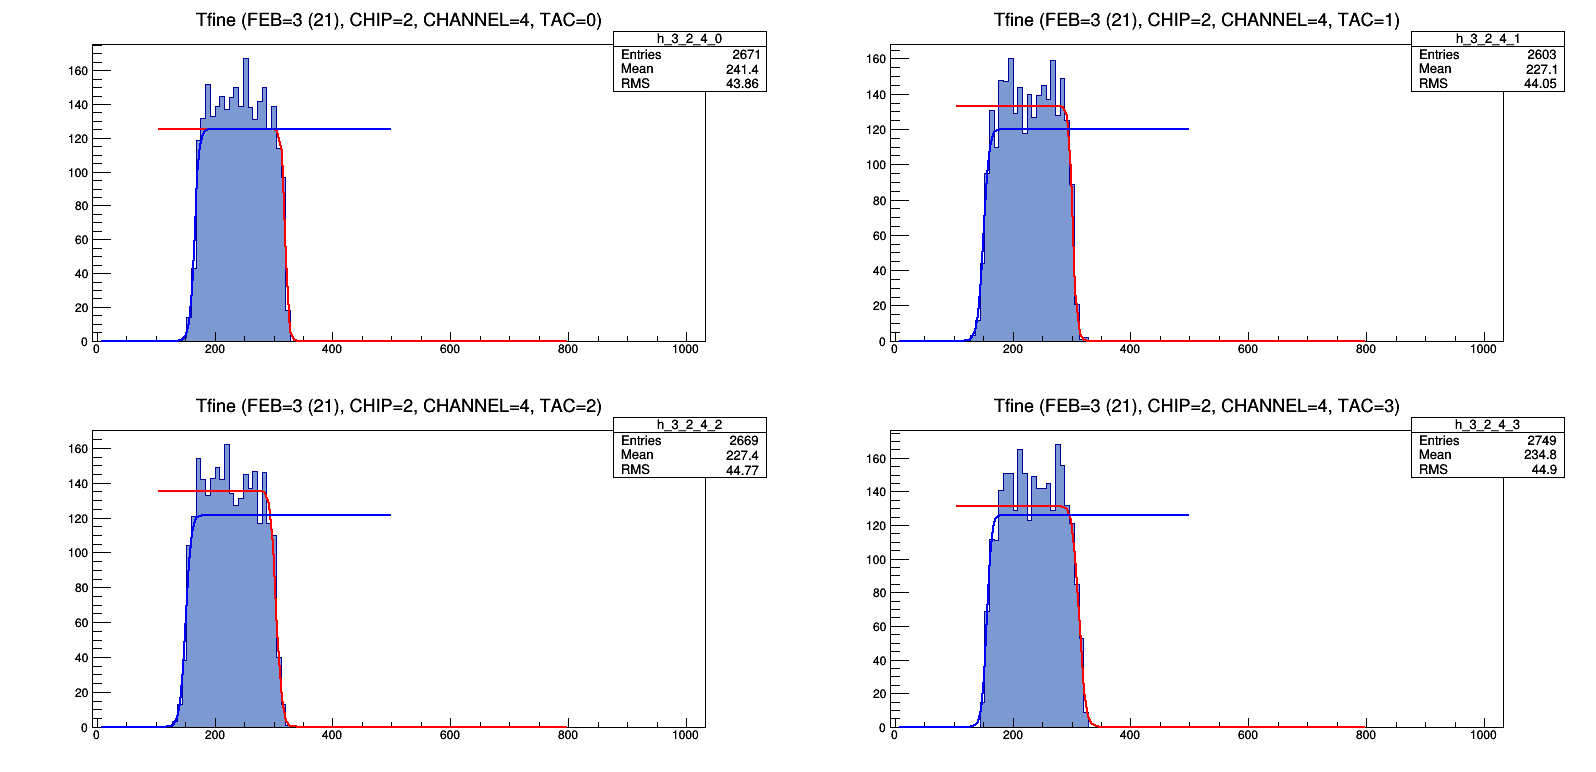 Tfine (FEB=3 (21), CHIP=2, CHANNEL=4, TAC=0)
h_3_2_4_0
Entries 2671
Mean 241.4
RMS 43.86
160
140
120
100
80
60
40
20
0
0 200 400 600 800 1000
Tfine (FEB=3 (21), CHIP=2, CHANNEL=4, TAC=1)
h_3_2_4_1
Entries 2603
Mean 227.1
RMS 44.05
160
140
120
100
80
60
40
20
0
0 200 400 600 800 1000
Tfine (FEB=3 (21), CHIP=2, CHANNEL=4, TAC=2)
h_3_2_4_2
Entries 2669
Mean 227.4
RMS 44.77
160
140
120
100
80
60
40
20
0
0 200 400 600 800 1000
Tfine (FEB=3 (21), CHIP=2, CHANNEL=4, TAC=3)
h_3_2_4_3
Entries 2749
Mean 234.8
RMS 44.9
160
140
120
100
80
60
40
20
0
0 200 400 600 800 1000